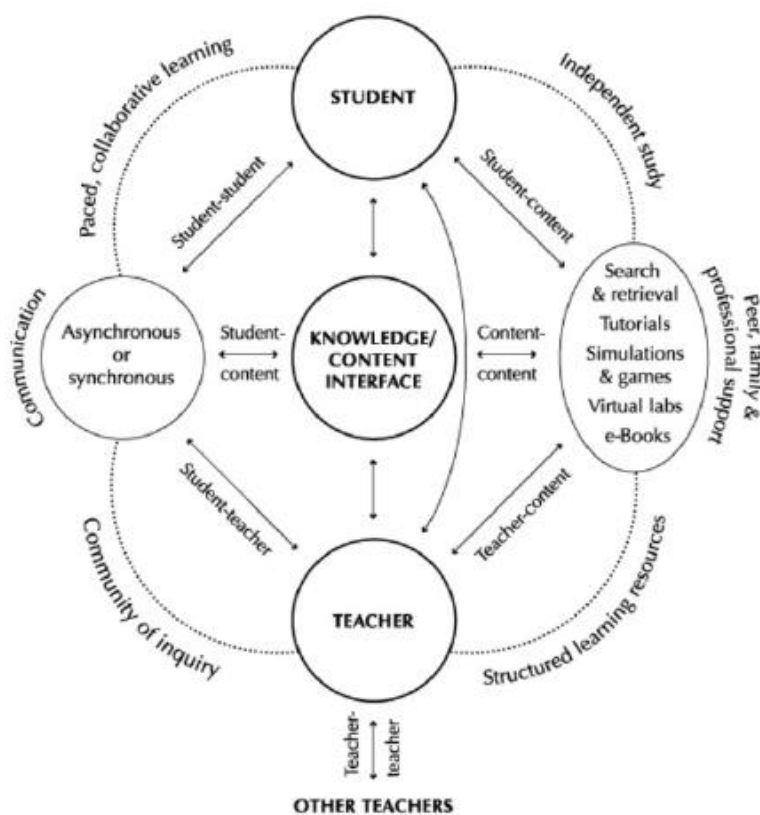 Paced, collaborative learning
STUDENT
Independent study
Student-student
Student-content
Communication
Asynchronous
or
synchronous
Student-
content
KNOWLEDGE/
CONTENT
INTERFACE
Content-
content
Search
& retrieval
Tutorials
Simulations
& games
Virtual labs
e-Books
Peer, family &
professional support
Student-teacher
Teacher-content
Community of inquiry
TEACHER
Structured learning resources
Teacher-
teacher
OTHER TEACHERS